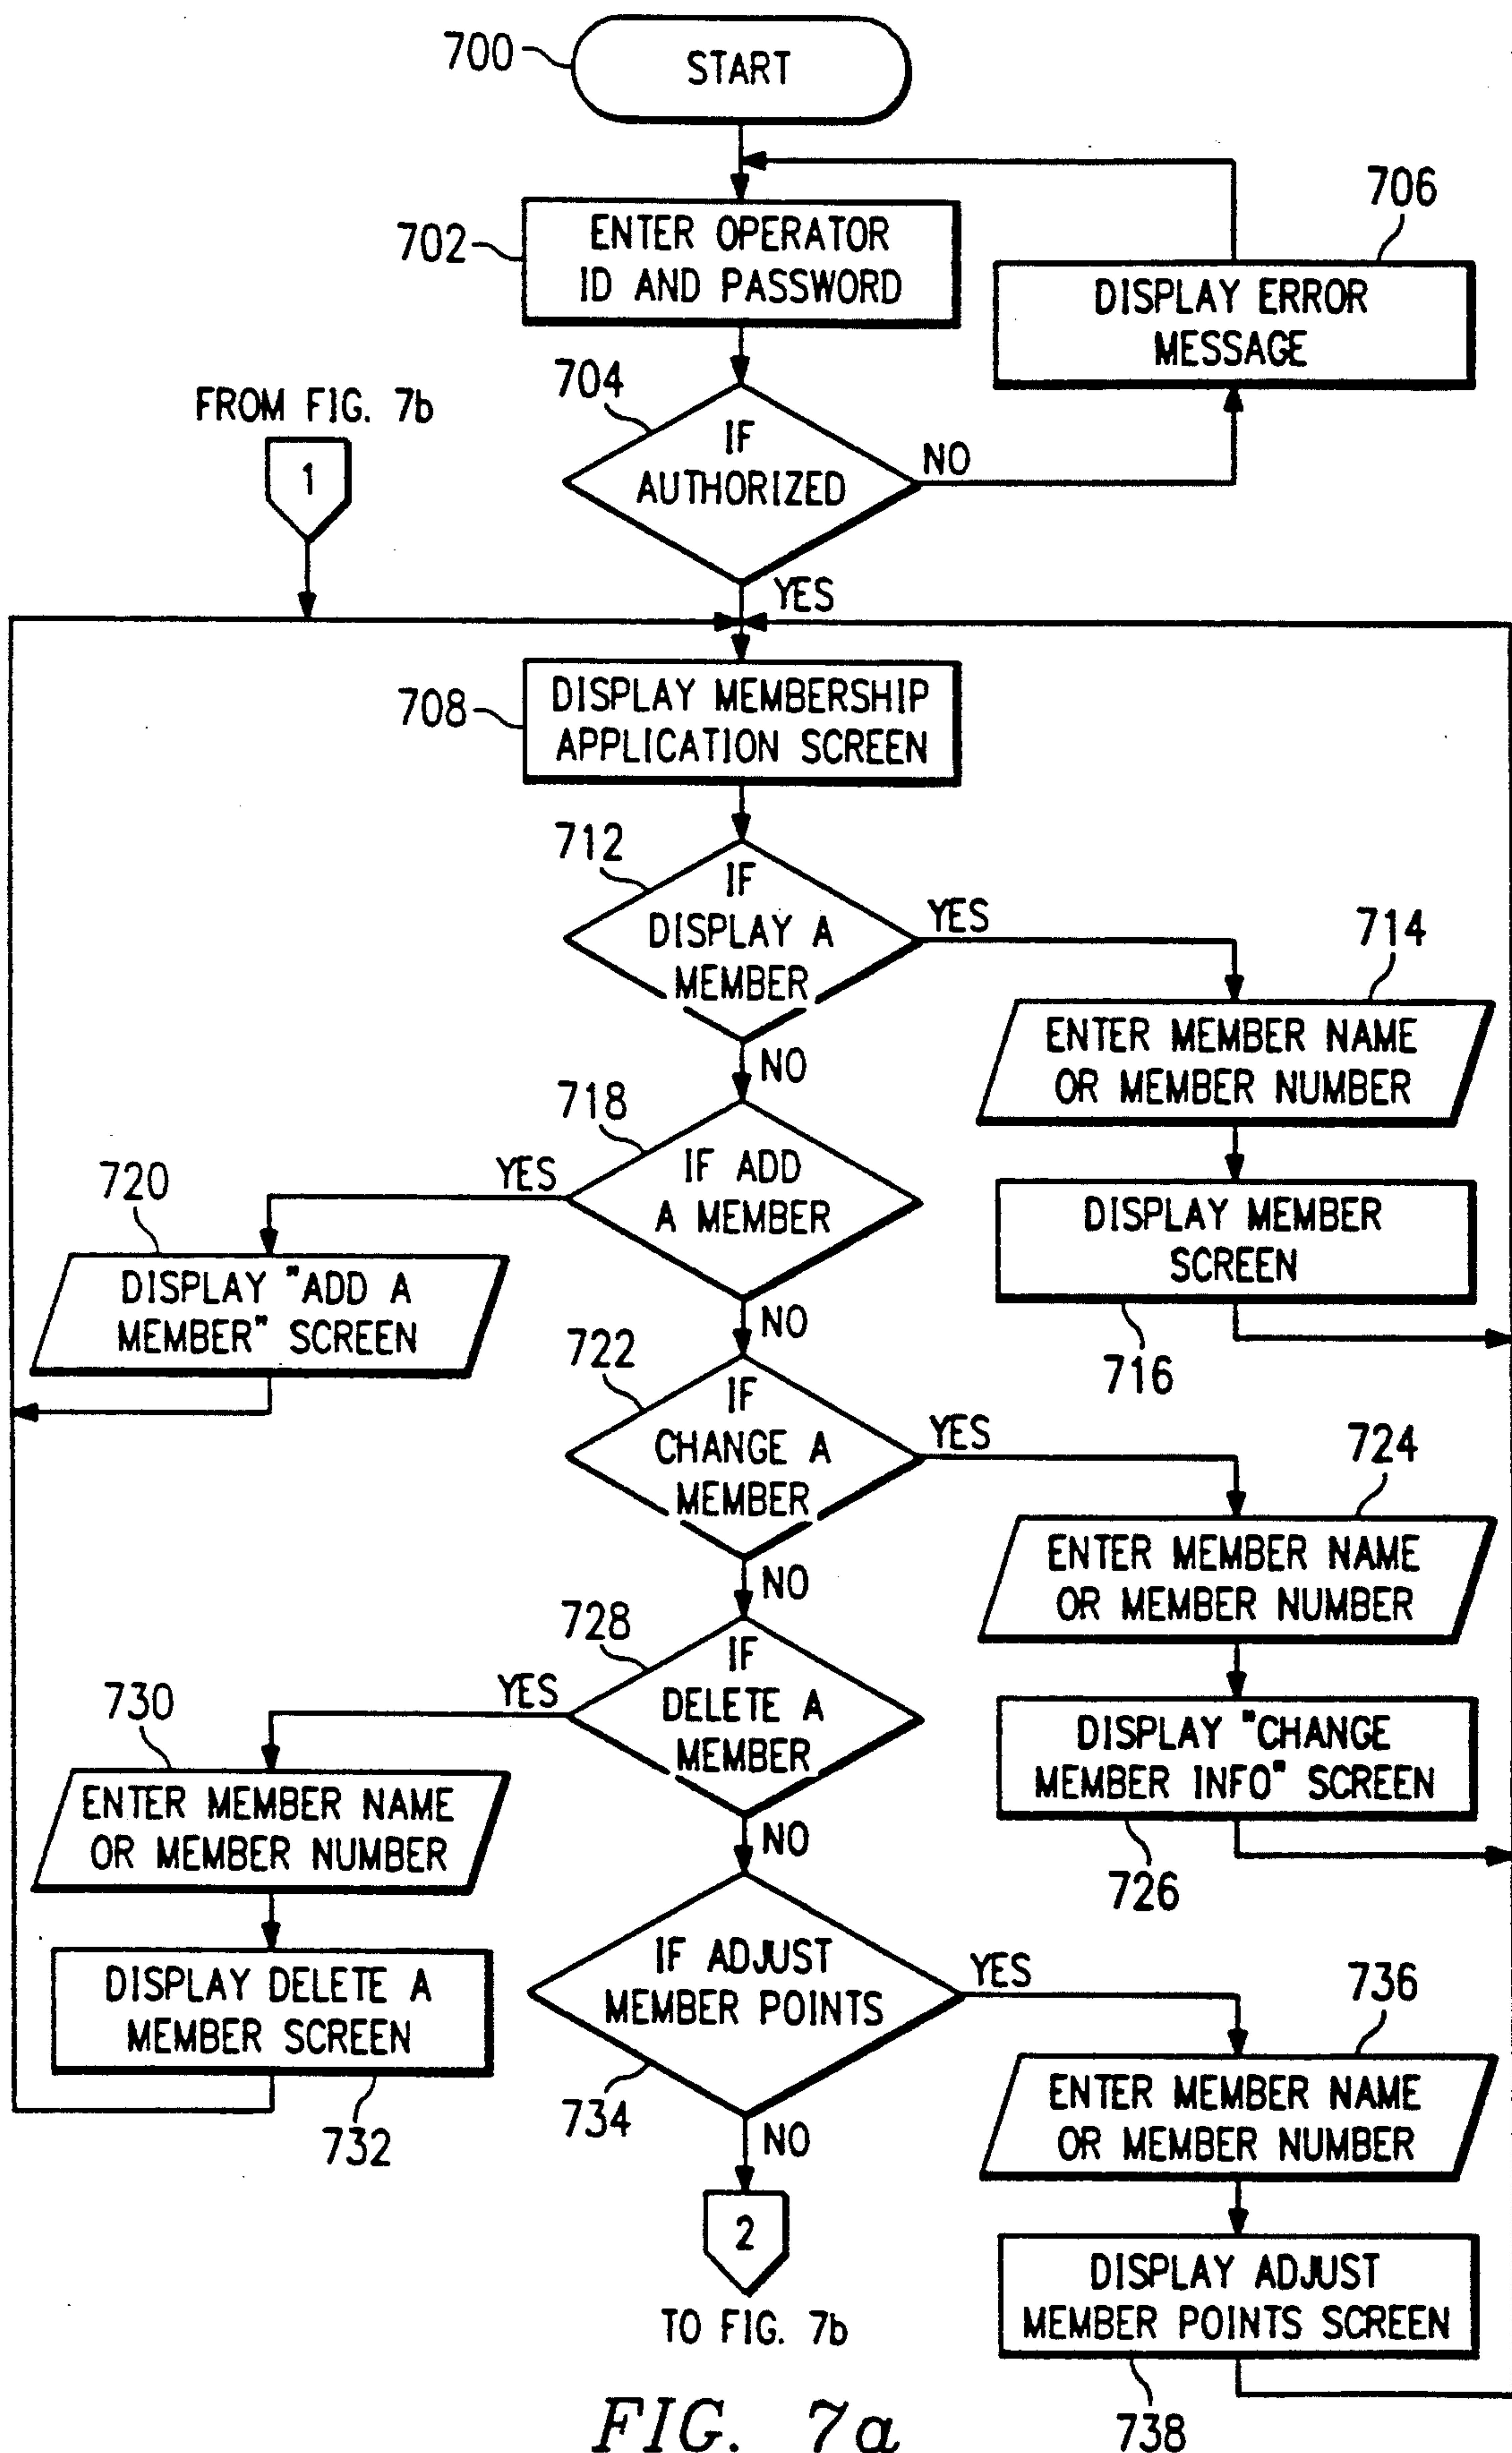 700
START
702
ENTER OPERATOR
ID AND PASSWORD
706
DISPLAY ERROR
MESSAGE
704
IF
AUTHORIZED
NO
YES
FROM FIG. 7b
1
708
DISPLAY MEMBERSHIP
APPLICATION SCREEN
712
IF
DISPLAY A
MEMBER
YES
NO
714
ENTER MEMBER NAME
OR MEMBER NUMBER
DISPLAY MEMBER
SCREEN
716
718
IF ADD
A MEMBER
YES
NO
720
DISPLAY "ADD A
MEMBER" SCREEN
722
IF
CHANGE A
MEMBER
YES
NO
724
ENTER MEMBER NAME
OR MEMBER NUMBER
DISPLAY "CHANGE
MEMBER INFO" SCREEN
726
728
IF
DELETE A
MEMBER
YES
NO
730
ENTER MEMBER NAME
OR MEMBER NUMBER
DISPLAY DELETE A
MEMBER SCREEN
732
IF ADJUST
MEMBER POINTS
734
YES
NO
736
ENTER MEMBER NAME
OR MEMBER NUMBER
DISPLAY ADJUST
MEMBER POINTS SCREEN
738
2
TO FIG. 7b
FIG. 7a